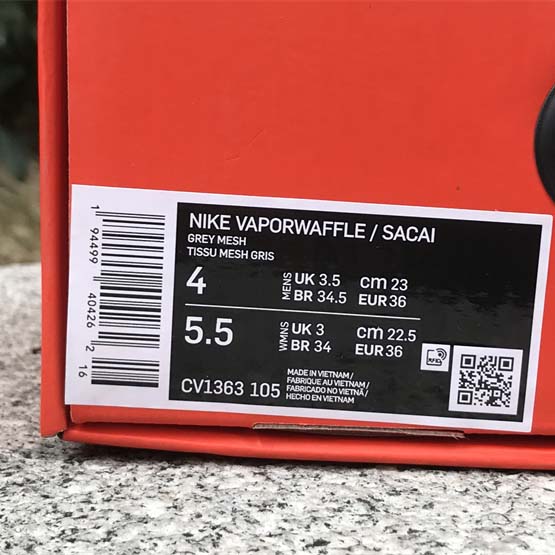 NIKE VAPORWAFFLE / SACAI
GREY MESH
TISSU MESH GRIS
4 MENS UK 3.5 cm 23
BR 34.5 EUR 36
5.5 WMNS UK 3 cm 22.5
BR 34 EUR 36
CV1363 105
MADE IN VIETNAM/
FABRIQUE AU VIETNAM/
FABRICADO NO VIETNÃ/
HECHO EN VIETNAM
1 94499 40426 2 16